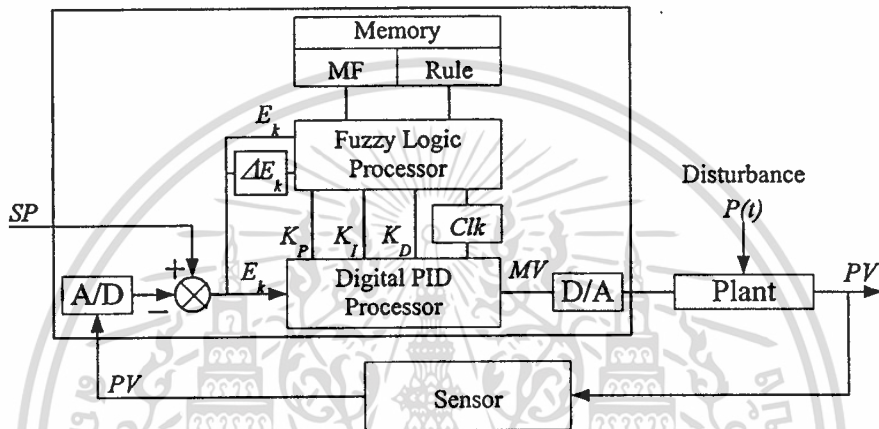 Memory
MF Rule
E_k
Fuzzy Logic
Processor
ΔE_k
Disturbance
P(t)
SP
K_P K_I K_D Clk
+
E_k
Digital PID
Processor
MV
D/A
Plant
PV
A/D
−
PV
Sensor